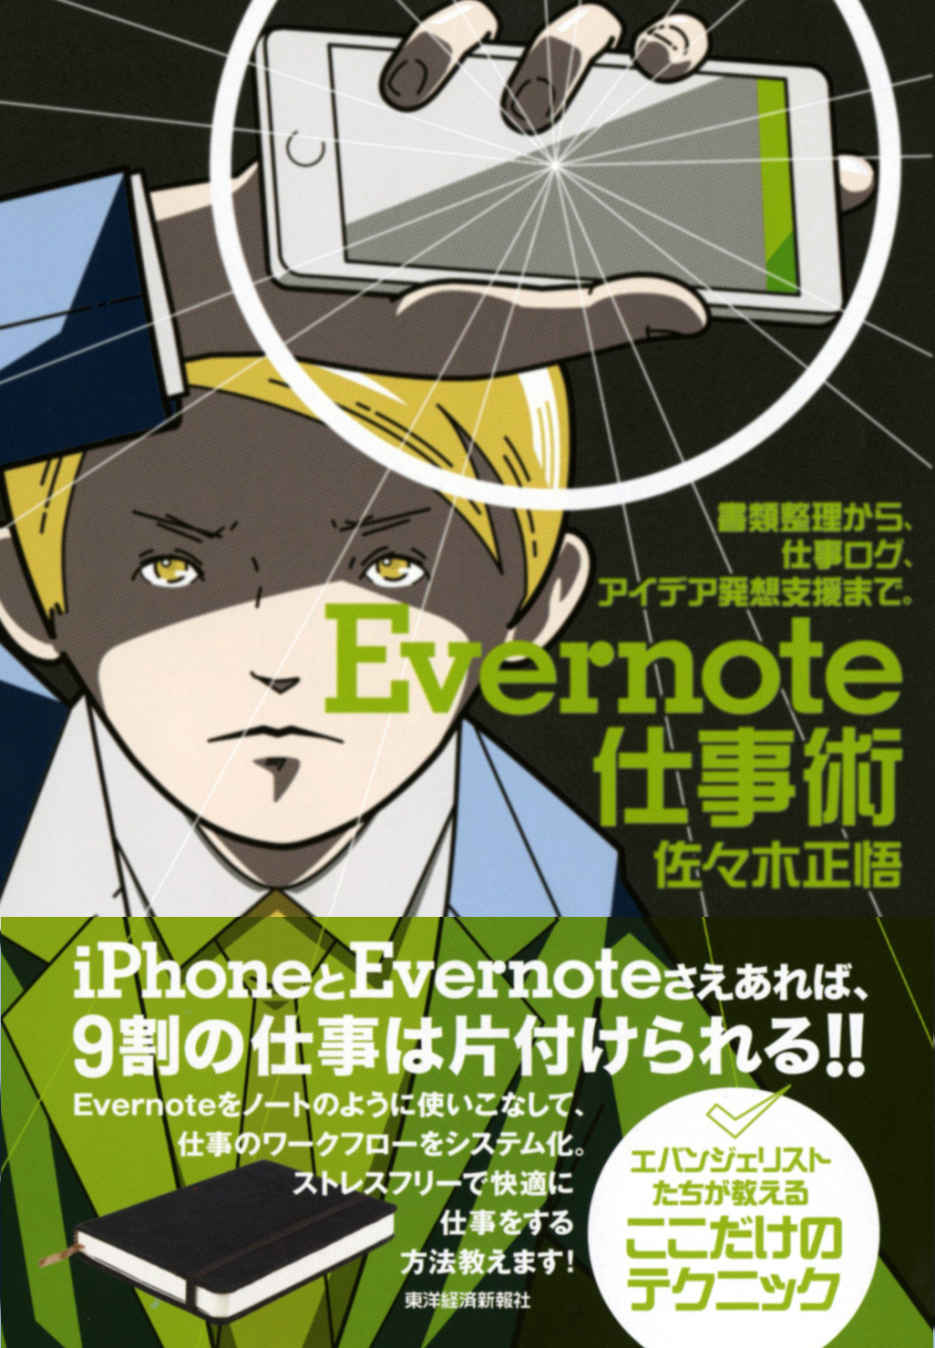 書類整理から、
仕事ログ、
アイデア発想支援まで。
Evernote
仕事術
佐々木正悟
iPhoneとEvernoteさえあれば、
9割の仕事は片付けられる!!
Evernoteをノートのように使いこなして、
仕事のワークフローをシステム化。
ストレスフリーで快適に
仕事をする
方法教えます!
東洋経済新報社
エバンジェリスト
たちが教える
ここだけの
テクニック